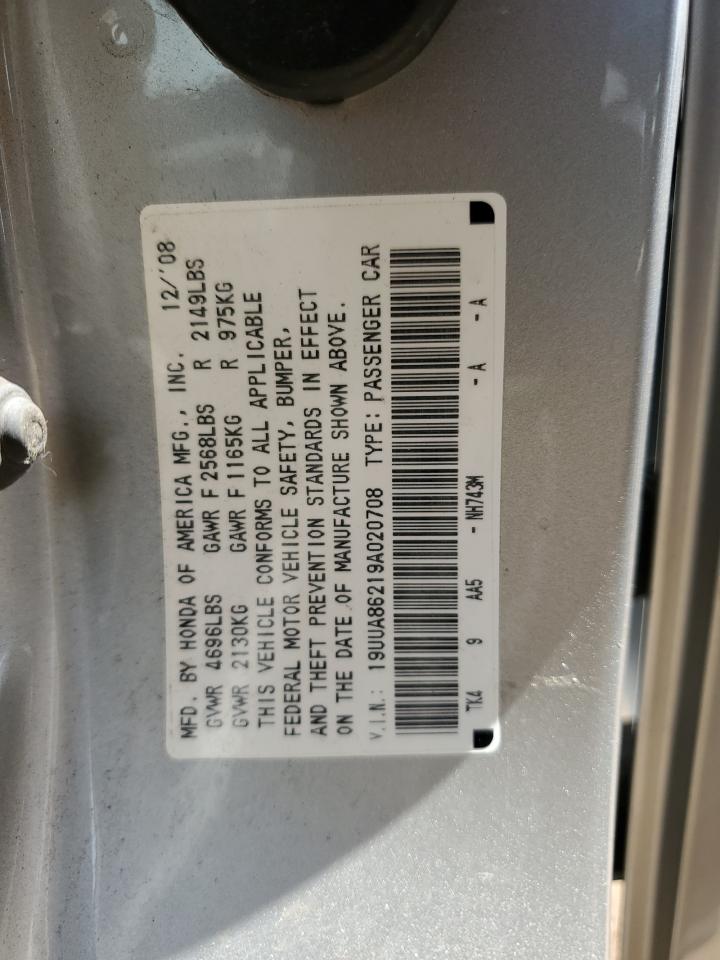 MFD. BY HONDA OF AMERICA MFG., INC. 12/'08
GVWR 4696LBS GAWR F 2568LBS R 2149LBS
GVWR 2130KG GAWR F 1165KG R 975KG
THIS VEHICLE CONFORMS TO ALL APPLICABLE
FEDERAL MOTOR VEHICLE SAFETY, BUMPER,
AND THEFT PREVENTION STANDARDS IN EFFECT
ON THE DATE OF MANUFACTURE SHOWN ABOVE.
V.I.N.: 19UUA86219A020708 TYPE: PASSENGER CAR
TK4 9 AA5 - NH743M - A - A